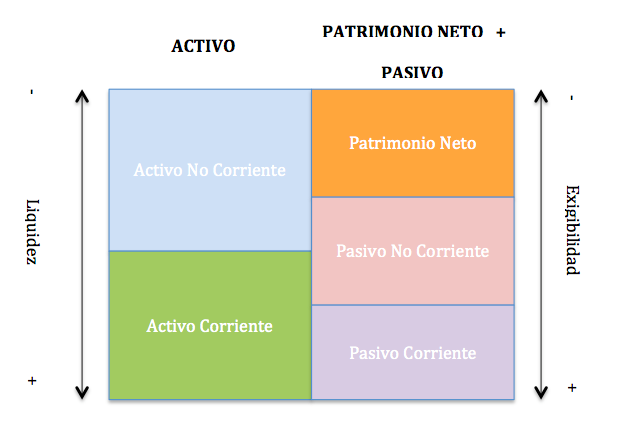 ACTIVO
PATRIMONIO NETO +
PASIVO
-
-
Activo No Corriente
Patrimonio Neto
Liquidez
Pasivo No Corriente
Exigibilidad
Activo Corriente
Pasivo Corriente
+
+